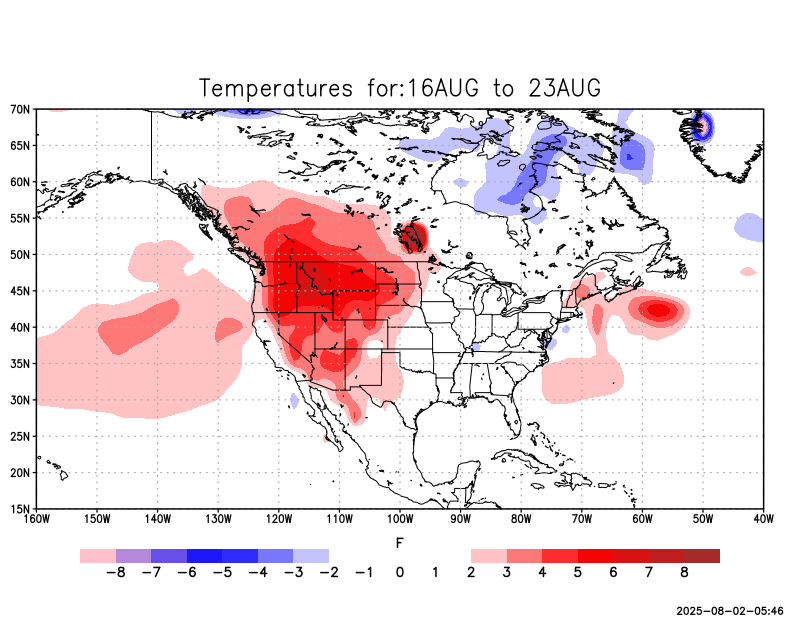 Temperatures for:16AUG to 23AUG
70N
65N
60N
55N
50N
45N
40N
35N
30N
25N
20N
15N
160W 150W 140W 130W 120W 110W 100W 90W 80W 70W 60W 50W 40W
F
−8 −7 −6 −5 −4 −3 −2 −1 0 1 2 3 4 5 6 7 8
2025-08-02-05:46